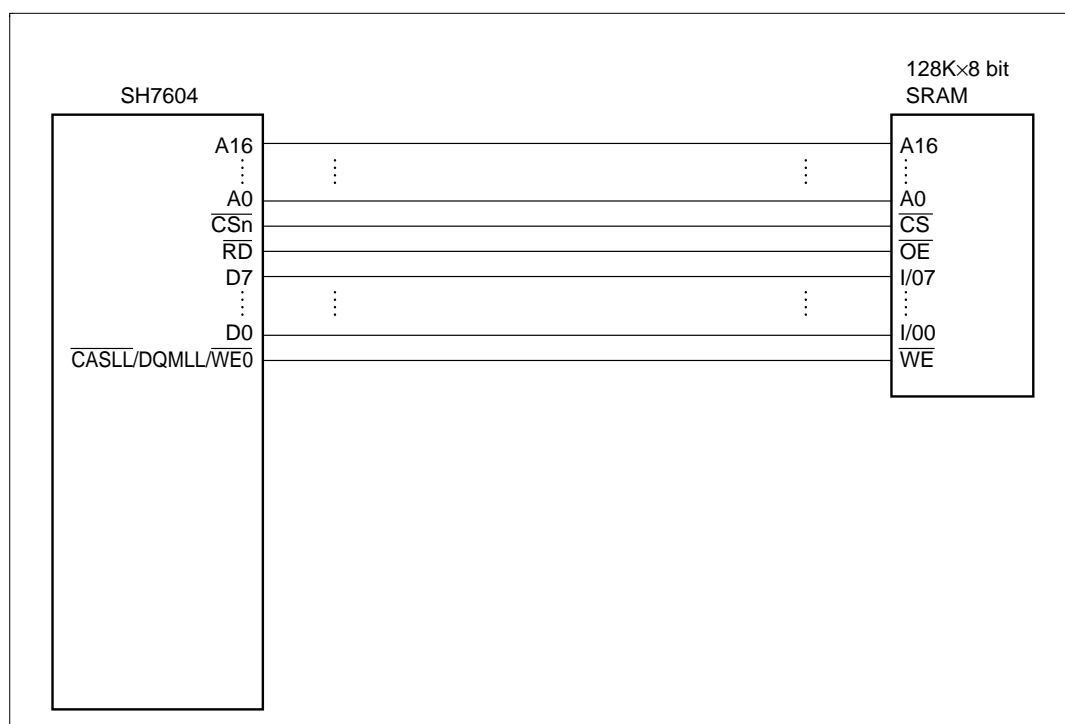 SH7604
A16
A0
CSn
RD
D7
D0
CASLL/DQMLL/WE0
128K×8 bit
SRAM
A16
A0
CS
OE
I/07
I/00
WE